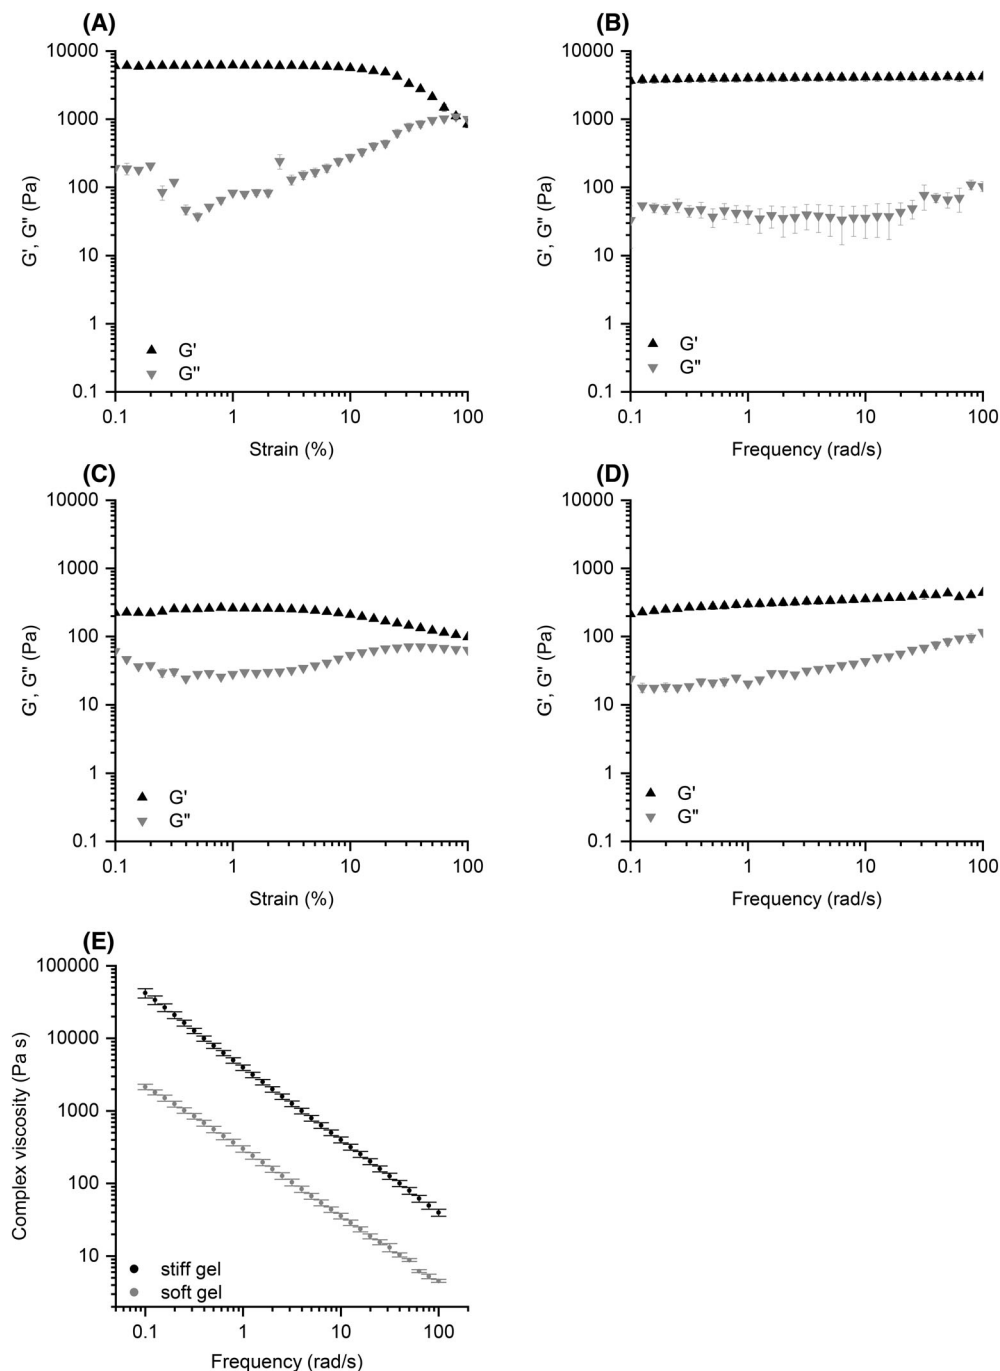 (A)
10000
1000
100
10
1
0.1
G', G" (Pa)
G'
G"
0.1 1 10 100
Strain (%)
(B)
10000
1000
100
10
1
0.1
G', G" (Pa)
G'
G"
0.1 1 10 100
Frequency (rad/s)
(C)
10000
1000
100
10
1
0.1
G', G" (Pa)
G'
G"
0.1 1 10 100
Strain (%)
(D)
10000
1000
100
10
1
0.1
G', G" (Pa)
G'
G"
0.1 1 10 100
Frequency (rad/s)
(E)
100000
10000
1000
100
10
Complex viscosity (Pa s)
stiff gel
soft gel
0.1 1 10 100
Frequency (rad/s)